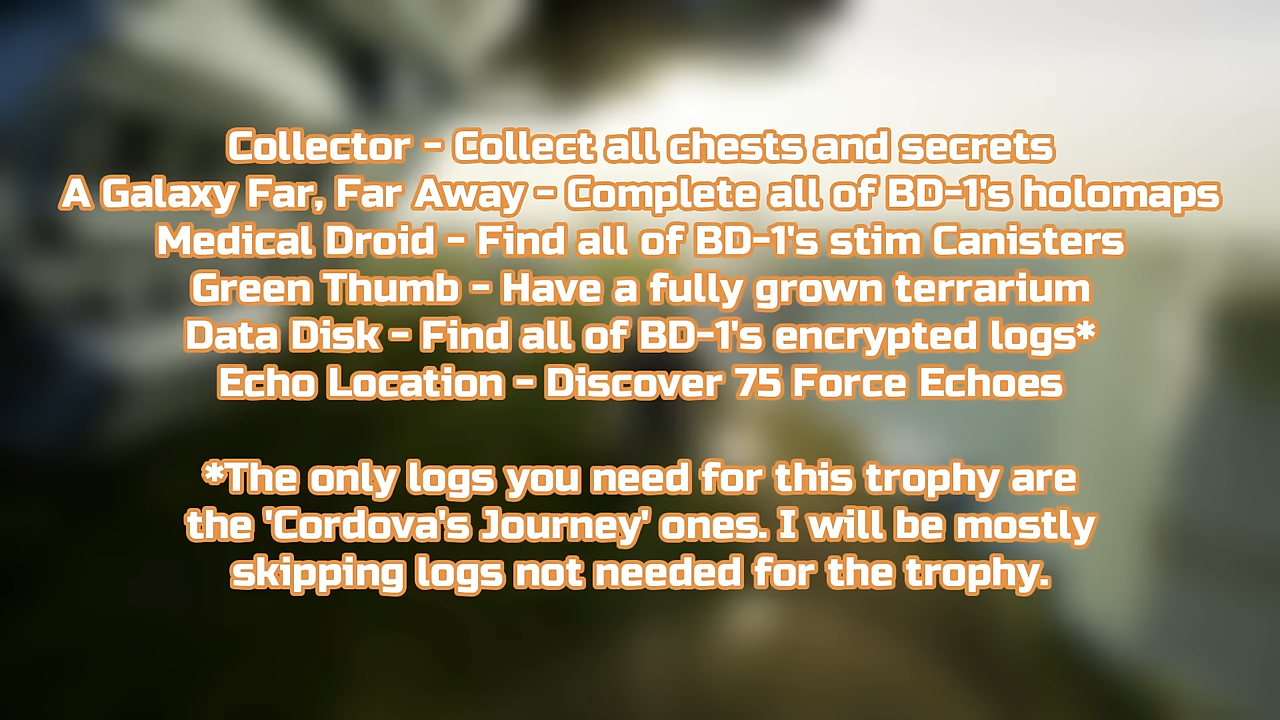 Collector - Collect all chests and secrets
A Galaxy Far, Far Away - Complete all of BD-1's holomaps
Medical Droid - Find all of BD-1's stim Canisters
Green Thumb - Have a fully grown terrarium
Data Disk - Find all of BD-1's encrypted logs*
Echo Location - Discover 75 Force Echoes
*The only logs you need for this trophy are
the 'Cordova's Journey' ones. I will be mostly
skipping logs not needed for the trophy.